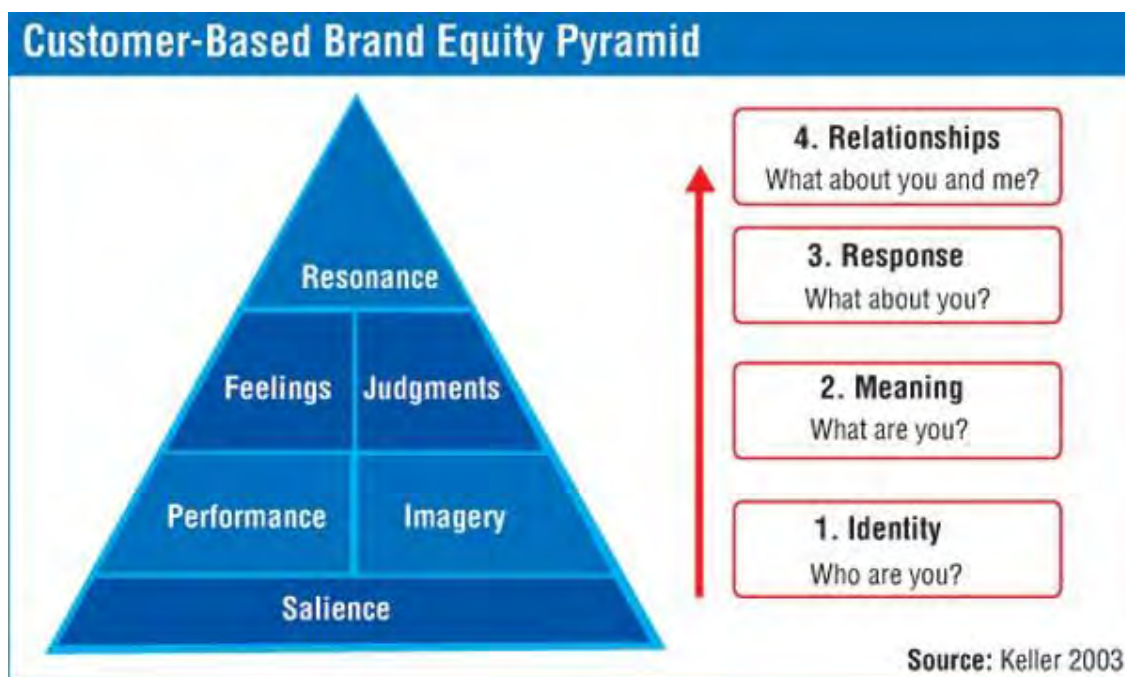 Customer-Based Brand Equity Pyramid
Resonance
Feelings
Judgments
Performance
Imagery
Salience
4. Relationships
What about you and me?
3. Response
What about you?
2. Meaning
What are you?
1. Identity
Who are you?
Source: Keller 2003